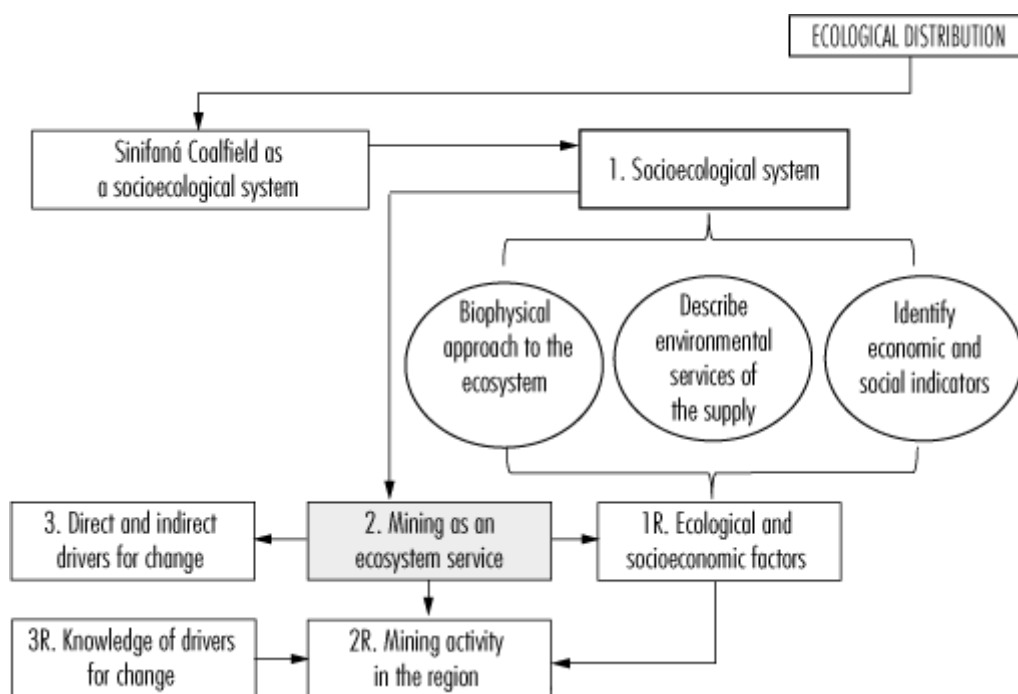 ECOLOGICAL DISTRIBUTION
Sinifaná Coalfield as
a socioecological system
1. Socioecological system
Biophysical
approach to the
ecosystem
Describe
environmental
services of
the supply
Identify
economic and
social indicators
3. Direct and indirect
drivers for change
2. Mining as an
ecosystem service
1R. Ecological and
socioeconomic factors
3R. Knowledge of drivers
for change
2R. Mining activity
in the region